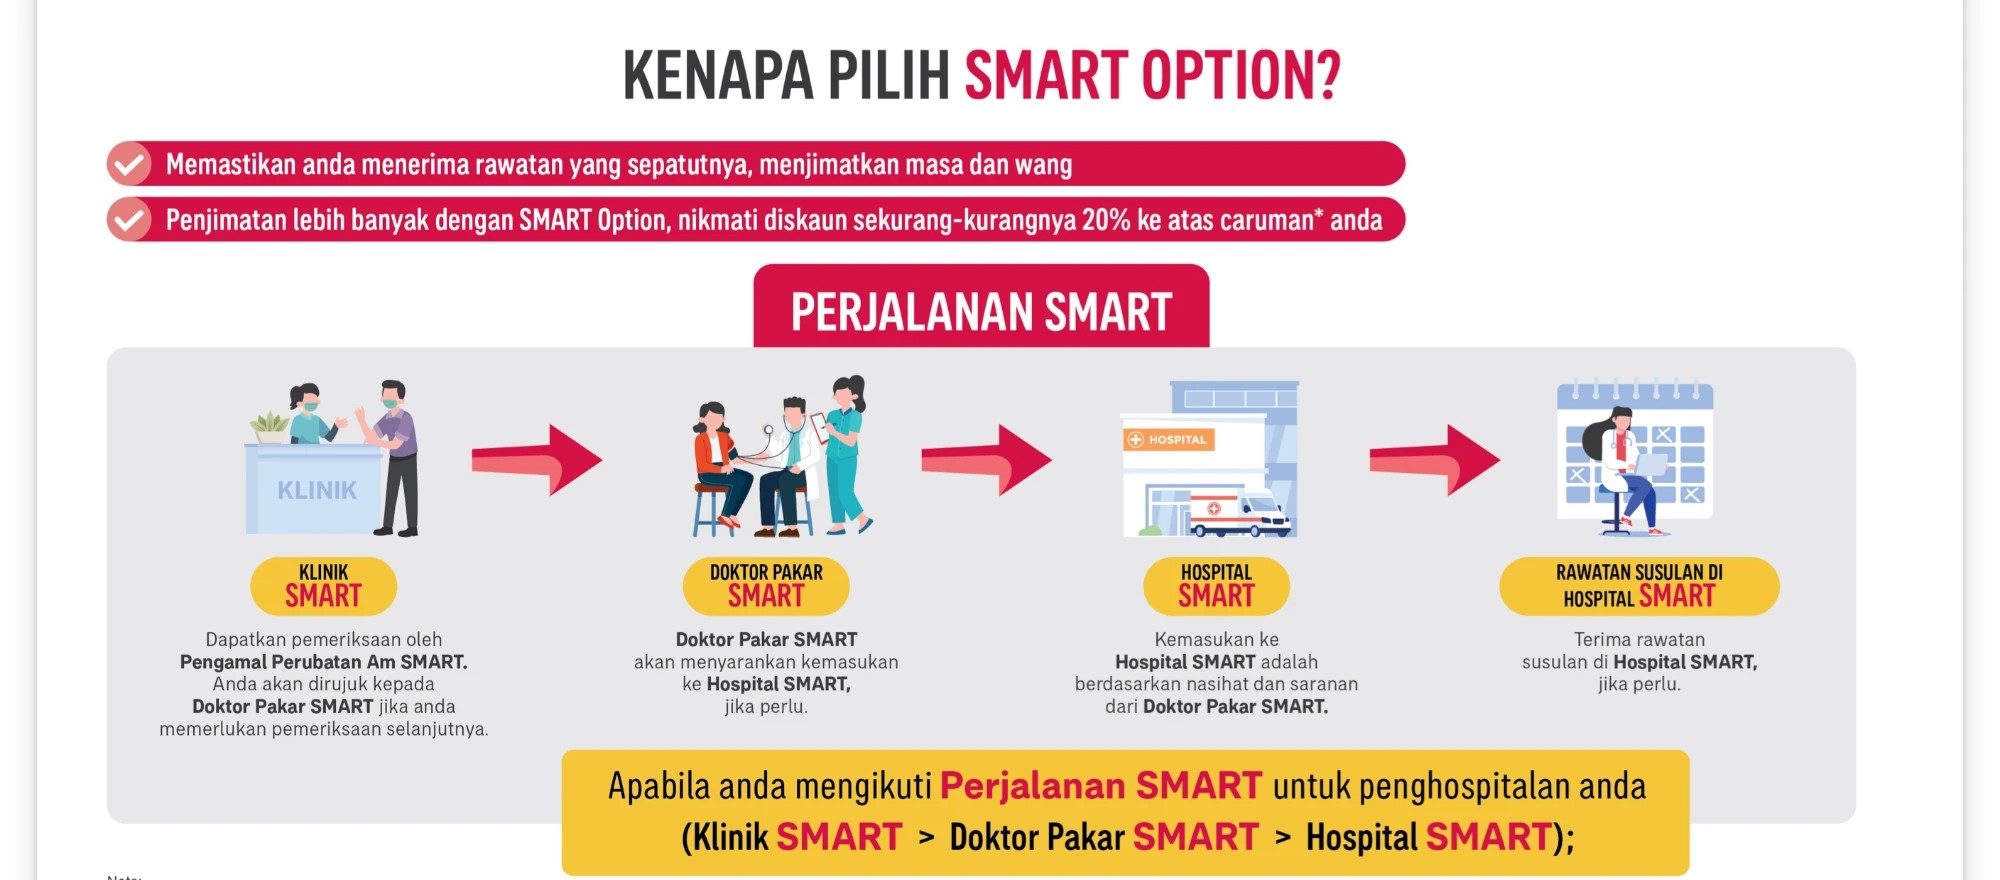 KENAPA PILIH SMART OPTION?
Memastikan anda menerima rawatan yang sepatutnya, menjimatkan masa dan wang
Penjimatan lebih banyak dengan SMART Option, nikmati diskaun sekurang-kurangnya 20% ke atas caruman* anda
PERJALANAN SMART
KLINIK
KLINIK
SMART
Dapatkan pemeriksaan oleh
Pengamal Perubatan Am SMART.
Anda akan dirujuk kepada
Doktor Pakar SMART jika anda
memerlukan pemeriksaan selanjutnya.
DOKTOR PAKAR
SMART
Doktor Pakar SMART
akan menyarankan kemasukan
ke Hospital SMART,
jika perlu.
HOSPITAL
HOSPITAL
SMART
Kemasukan ke
Hospital SMART adalah
berdasarkan nasihat dan saranan
dari Doktor Pakar SMART.
RAWATAN SUSULAN DI
HOSPITAL SMART
Terima rawatan
susulan di Hospital SMART,
jika perlu.
Apabila anda mengikuti Perjalanan SMART untuk penghospitalan anda
(Klinik SMART > Doktor Pakar SMART > Hospital SMART);